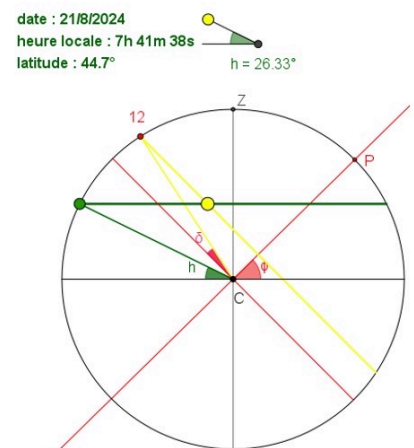 date : 21/8/2024
heure locale : 7h 41m 38s
latitude : 44.7°
h = 26.33°
Z
12
P
δ
h
ϕ
C